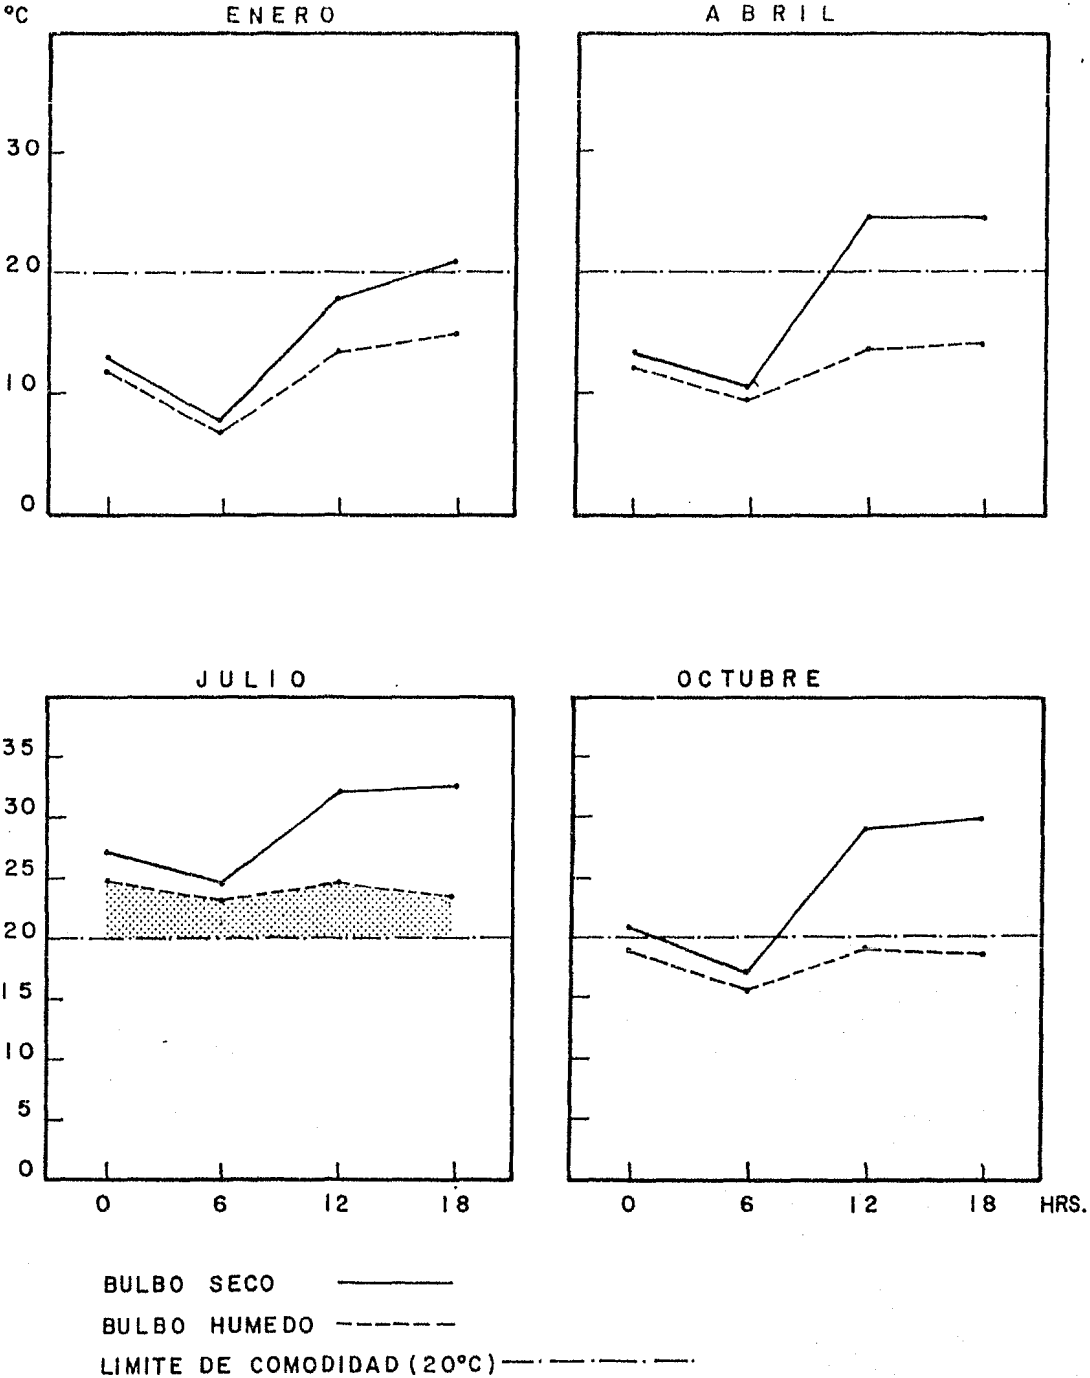 °C
ENERO
ABRIL
30
20
10
0
JULIO
OCTUBRE
35
30
25
20
15
10
5
0
0 6 12 18
0 6 12 18 HRS.
BULBO SECO
BULBO HUMEDO
LIMITE DE COMODIDAD (20°C)